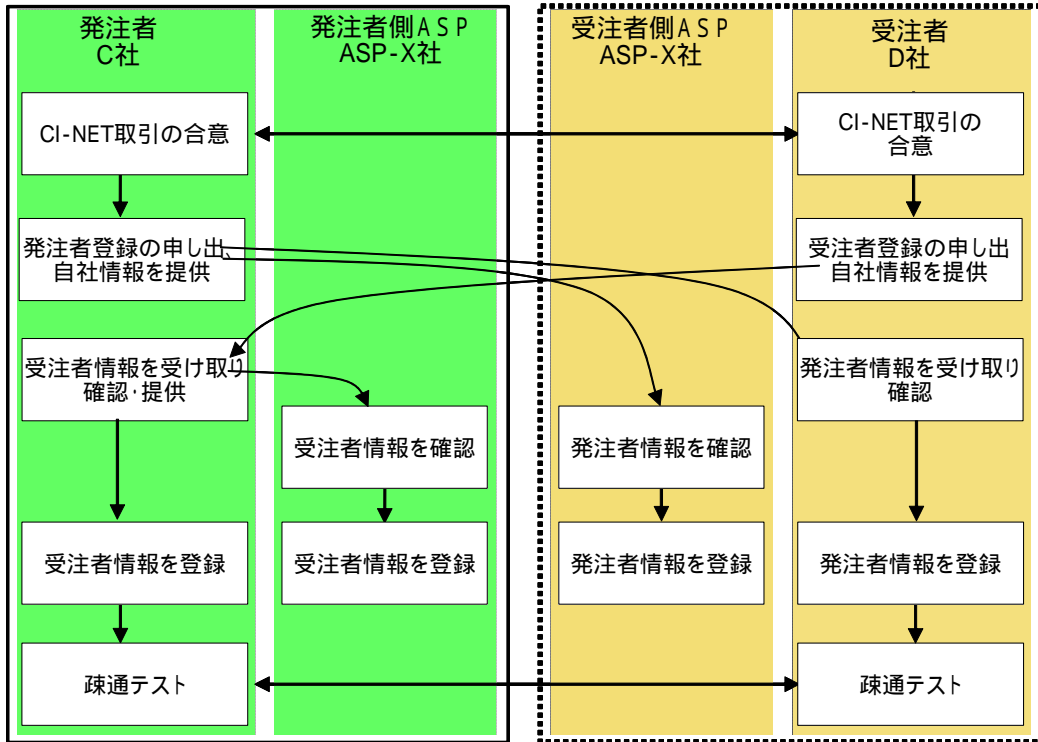 発注者
C社
発注者側ASP
ASP-X社
受注者側ASP
ASP-X社
受注者
D社
CI-NET取引の合意
CI-NET取引の
合意
発注者登録の申し出、
自社情報を提供
受注者登録の申し出
自社情報を提供
受注者情報を受け取り
確認・提供
発注者情報を受け取り
確認
受注者情報を確認
発注者情報を確認
受注者情報を登録
受注者情報を登録
発注者情報を登録
発注者情報を登録
疎通テスト
疎通テスト